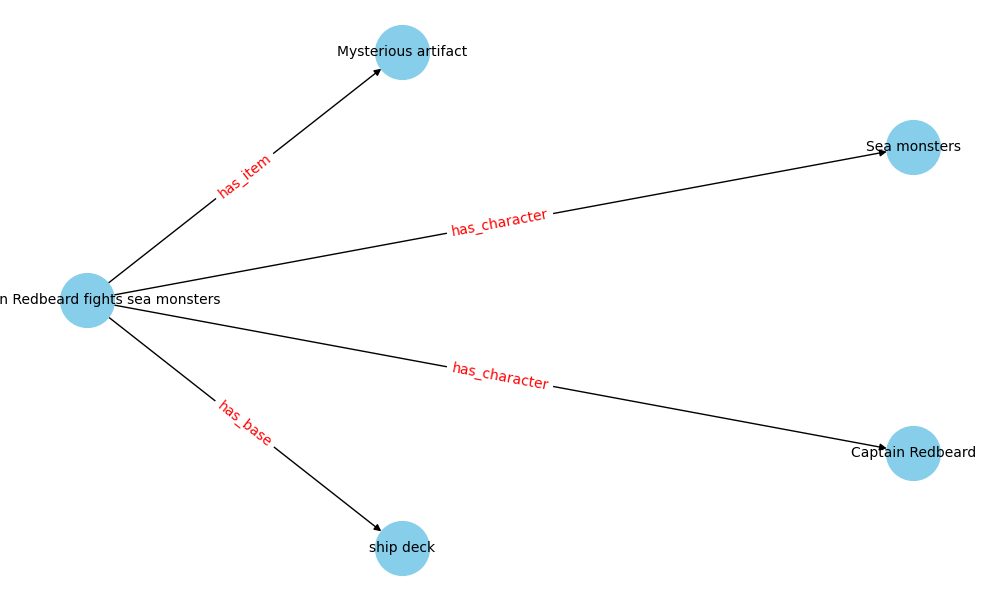 Mysterious artifact
Sea monsters
has_item
has_character
n Redbeard fights sea monsters
has_character
has_base
Captain Redbeard
ship deck